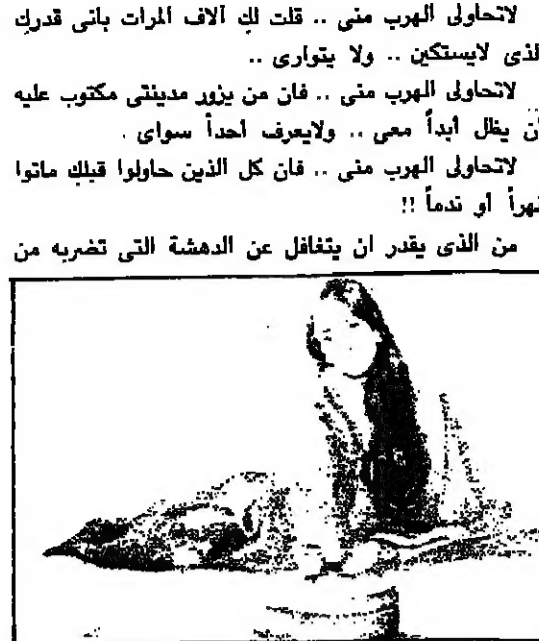 لاتحاولى الهرب منى .. قلت لكِ آلاف المرات بانى قدركِ
لذى لايستكين .. ولا يتوارى ..
لاتحاولى الهرب منى .. فان من يزور مدينتى مكتوب عليه
أن يظل أبداً معى .. ولايعرف أحداً سواى .
لاتحاولى الهرب منى .. فان كل الذين حاولوا قبلكِ ماتوا
نهراً أو ندماً !!
من الذى يقدر ان يتغافل عن الدهشة التى تضربه من